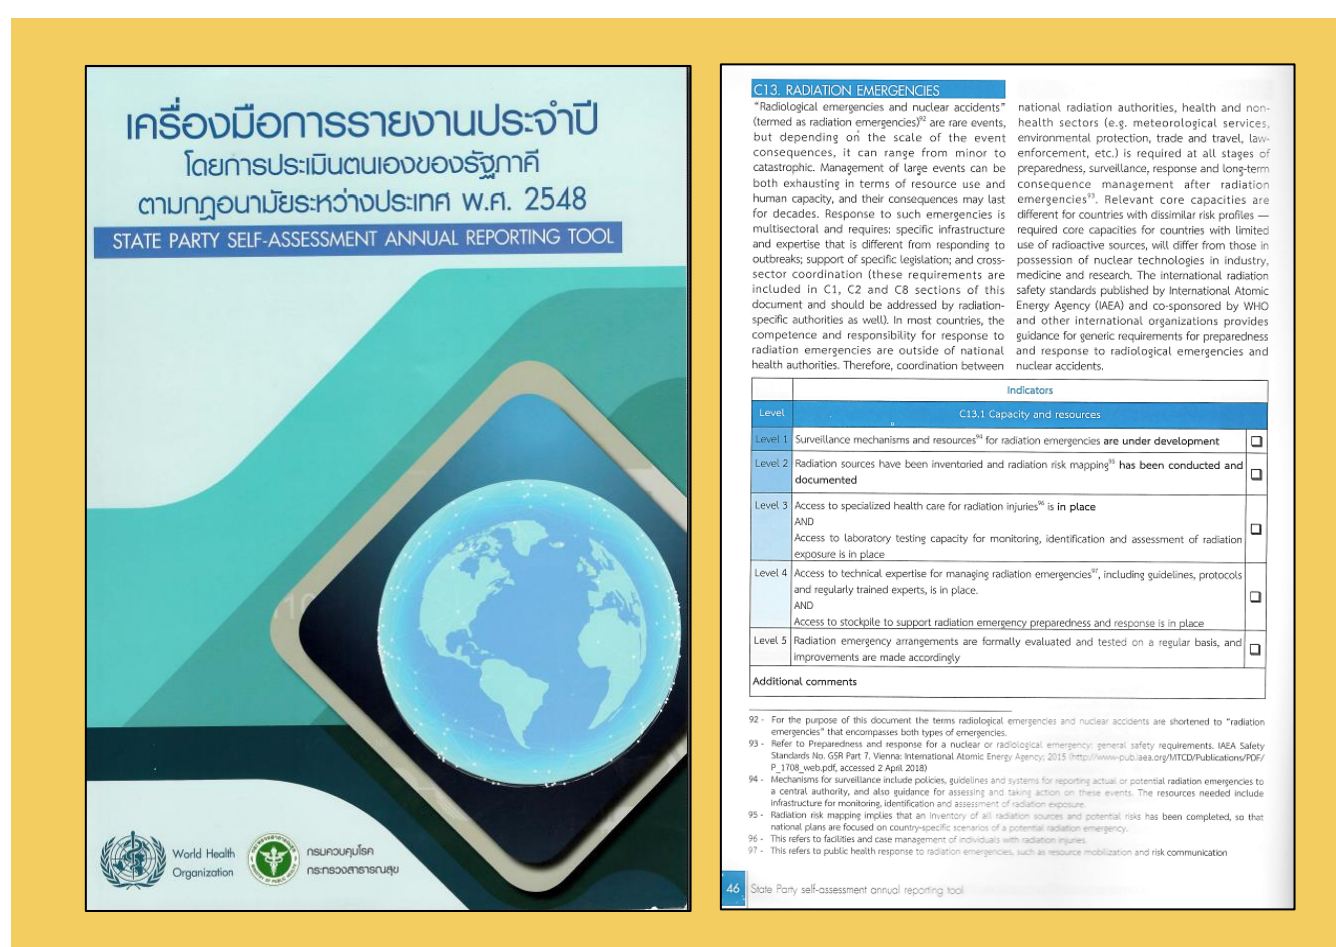 เครื่องมือการรายงานประจำปี
โดยการประเมินตนเองของรัฐภาคี
ตามกฎอนามัยระหว่างประเทศ พ.ศ. 2548
STATE PARTY SELF-ASSESSMENT ANNUAL REPORTING TOOL
World Health
Organization
กรมควบคุมโรค
กระทรวงสาธารณสุข
C13. RADIATION EMERGENCIES
"Radiological emergencies and nuclear accidents"
(termed as radiation emergencies)92 are rare events,
but depending on the scale of the event
consequences, it can range from minor to
catastrophic. Management of large events can be
both exhausting in terms of resource use and
human capacity, and their consequences may last
for decades. Response to such emergencies is
multisectoral and requires: specific infrastructure
and expertise that is different from responding to
outbreaks; support of specific legislation; and cross-
sector coordination (these requirements are
included in C1, C2 and C8 sections of this
document and should be addressed by radiation-
specific authorities as well). In most countries, the
competence and responsibility for response to
radiation emergencies are outside of national
health authorities. Therefore, coordination between
national radiation authorities, health and non-
health sectors (e.g. meteorological services,
environmental protection, trade and travel, law-
enforcement, etc.) is required at all stages of
preparedness, surveillance, response and long-term
consequence management after radiation
emergencies93. Relevant core capacities are
different for countries with dissimilar risk profiles —
required core capacities for countries with limited
use of radioactive sources, will differ from those in
possession of nuclear technologies in industry,
medicine and research. The international radiation
safety standards published by International Atomic
Energy Agency (IAEA) and co-sponsored by WHO
and other international organizations provides
guidance for generic requirements for preparedness
and response to radiological emergencies and
nuclear accidents.
Indicators
Level C13.1 Capacity and resources
Level 1 Surveillance mechanisms and resources94 for radiation emergencies are under development
Level 2 Radiation sources have been inventoried and radiation risk mapping95 has been conducted and
documented
Level 3 Access to specialized health care for radiation injuries96 is in place
AND
Access to laboratory testing capacity for monitoring, identification and assessment of radiation
exposure is in place
Level 4 Access to technical expertise for managing radiation emergencies97, including guidelines, protocols
and regularly trained experts, is in place.
AND
Access to stockpile to support radiation emergency preparedness and response is in place
Level 5 Radiation emergency arrangements are formally evaluated and tested on a regular basis, and
improvements are made accordingly
Additional comments
92 - For the purpose of this document the terms radiological emergencies and nuclear accidents are shortened to "radiation
emergencies" that encompasses both types of emergencies.
93 - Refer to Preparedness and response for a nuclear or radiological emergency: general safety requirements. IAEA Safety
Standards No. GSR Part 7. Vienna: International Atomic Energy Agency; 2015 (http://www-pub.iaea.org/MTCD/Publications/PDF/
P_1708_web.pdf, accessed 2 April 2018)
94 - Mechanisms for surveillance include policies, guidelines and systems for reporting actual or potential radiation emergencies to
a central authority, and also guidance for assessing and taking action on these events. The resources needed include
infrastructure for monitoring, identification and assessment of radiation exposure.
95 - Radiation risk mapping implies that an inventory of all radiation sources and potential risks has been completed, so that
national plans are focused on country-specific scenarios of a potential radiation emergency.
96 - This refers to facilities and case management of individuals with radiation injuries.
97 - This refers to public health response to radiation emergencies, such as resource mobilization and risk communication
46 State Party self-assessment annual reporting tool